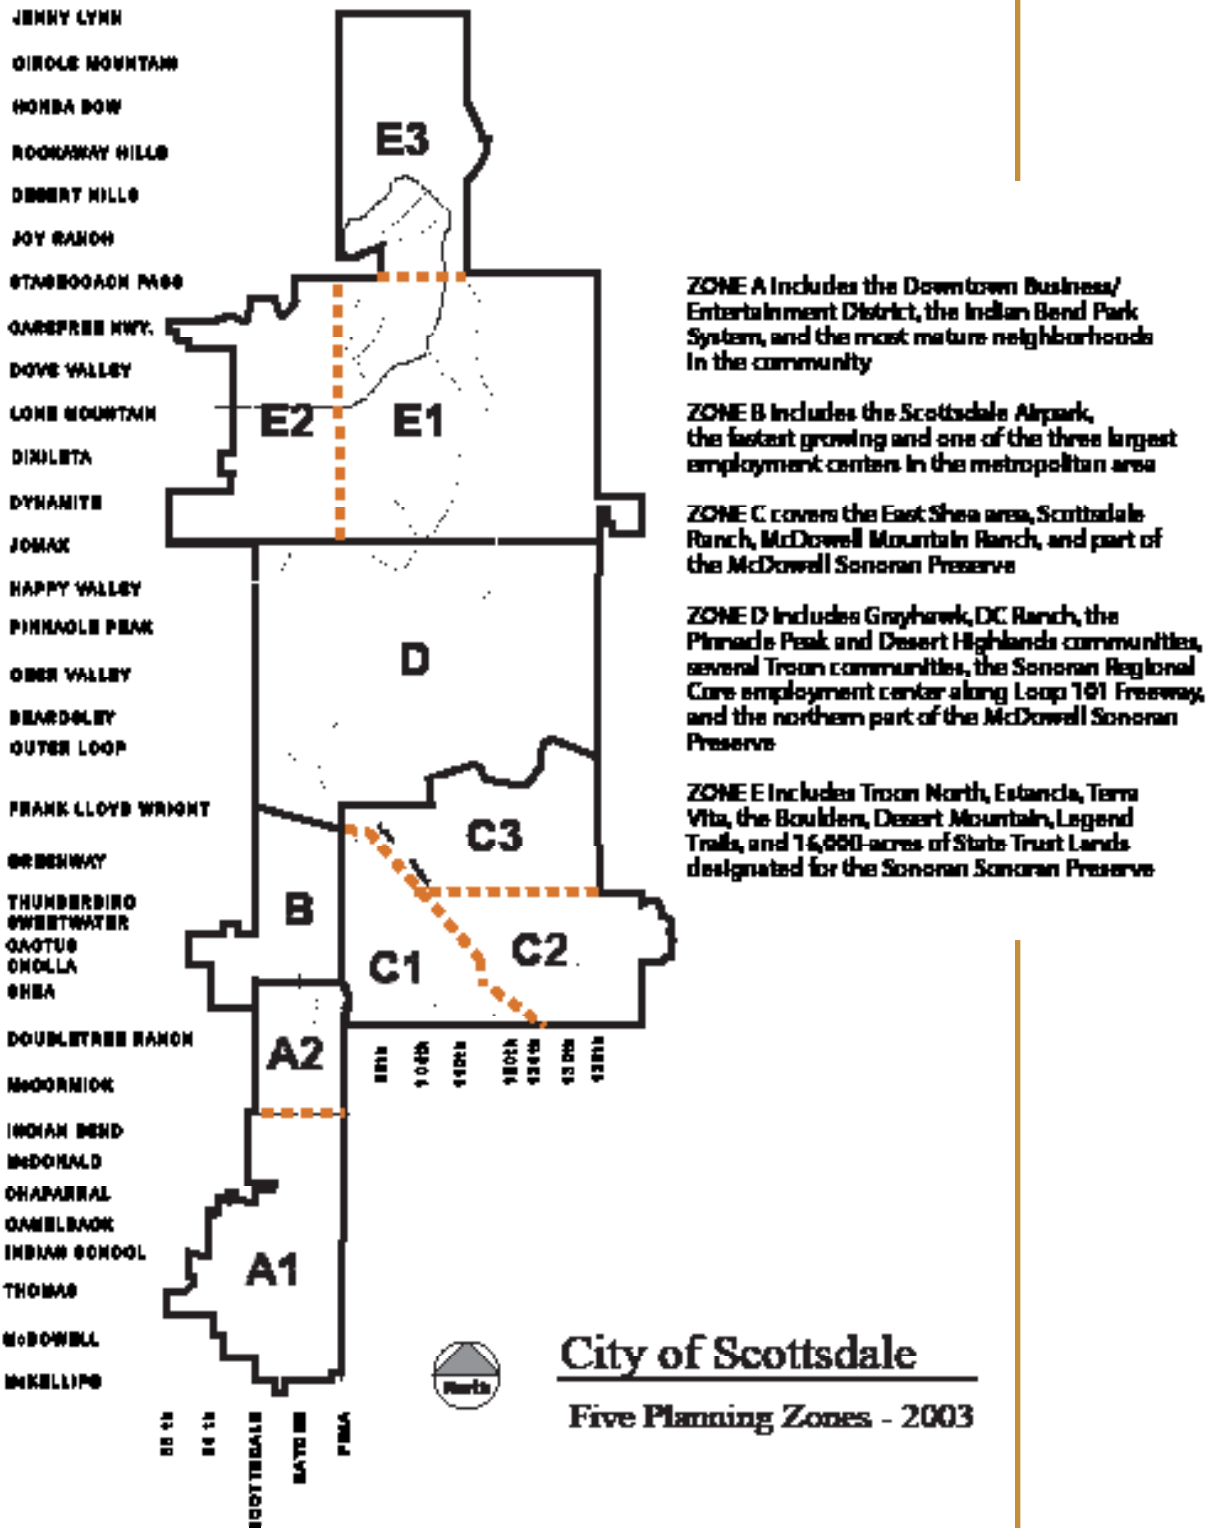 JENNY LYNN
CIRCLE MOUNTAIN
HONDA BOW
ROCKAWAY HILLS
DESERT HILLS
JOY RANCH
STAGECOACH PASS
CAREFREE HWY.
DOVE VALLEY
LONE MOUNTAIN
DIXILETA
DYNAMITE
JOMAX
HAPPY VALLEY
PINNACLE PEAK
DEER VALLEY
BEARDSLEY
OUTER LOOP
FRANK LLOYD WRIGHT
GREENWAY
THUNDERBIRD
SWEETWATER
CACTUS
CHOLLA
SHEA
DOUBLETREE RANCH
McCORMICK
INDIAN BEND
McDONALD
CHAPARRAL
CAMELBACK
INDIAN SCHOOL
THOMAS
McDOWELL
McKELLIPS
E3
E2
E1
D
C3
B
C2
C1
A2
A1
104th
110th
130th
64 th
SCOTTSDALE
HAYDEN
PIMA
ZONE A Includes the Downtown Business/
Entertainment District, the Indian Bend Park
System, and the most mature neighborhoods
in the community
ZONE B Includes the Scottsdale Airpark,
the fastest growing and one of the three largest
employment centers in the metropolitan area
ZONE C covers the East Shea area, Scottsdale
Ranch, McDowell Mountain Ranch, and part of
the McDowell Sonoran Preserve
ZONE D Includes Grayhawk, DC Ranch, the
Pinnacle Peak and Desert Highlands communities,
several Troon communities, the Sonoran Regional
Core employment center along Loop 101 Freeway,
and the northern part of the McDowell Sonoran
Preserve
ZONE E Includes Troon North, Estancia, Terra
Vita, the Boulders, Desert Mountain, Legend
Trails, and 16,000-acres of State Trust Lands
designated for the Sonoran Sonoran Preserve
North
City of Scottsdale
Five Planning Zones - 2003